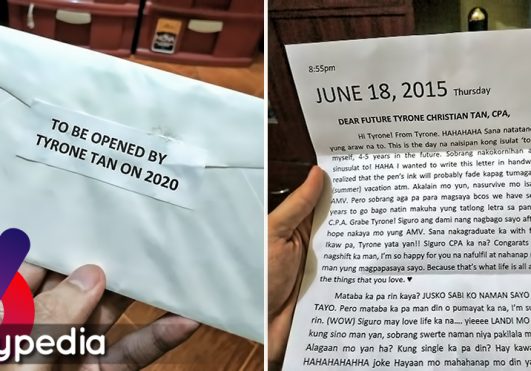 TO BE OPENED BY
TYRONE TAN ON 2020
ypedia
8:55pm
JUNE 18, 2015 Thursday
DEAR FUTURE TYRONE CHRISTIAN TAN, CPA,
Hi Tyrone! From Tyrone. HAHAHAHA Sana natatan
yung araw na to. This is the day na naisipan kong isulat 'to
myself, 4-5 years in the future. Sobrang nakokornihan a
sinusulat to! HAHA I wanted to write this letter in handw
realized that the pen's ink will probably fade kapag tumaga
(summer) vacation atm. Akalain mo yun, nasurvive mo isa
AMV. Pero sobrang aga pa para magsaya bcos we have se
years to go bago natin makuha yung tatlong letra sa pan
C.P.A. Grabe Tyrone! Siguro ang dami nang nagbago sayo aft
hope nakaya mo yung AMV. Sana nakagraduate ka with f
Ikaw pa, Tyrone yata yan!! Siguro CPA ka na? Congrats
nagshift ka man, I'm so happy for you na nafulfil at nahanap
man yung magpapasaya sayo. Because that's what life is all a
the things that you love. ♥
Mataba ka pa rin kaya? JUSKO SABI KO NAMAN SAYO
TAYO. Pero mataba ka pa man din o pumayat ka na, I'm su
rin. (WOW) Siguro may love life ka na.... yieeee LANDI MO
kung sino man yan, sobrang swerte naman niya pakilala m
Alagaan mo yan ha? Kung single ka pa din? Hay kawa
HAHAHAHAHHA joke Hayaan mo mahahanap mo din ya